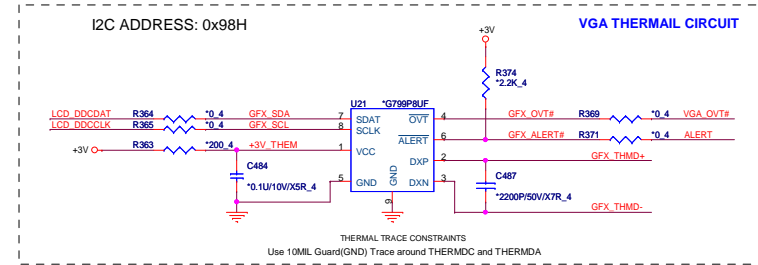 I2C ADDRESS: 0x98H
VGA THERMAIL CIRCUIT
+3V
R374
*2.2K_4
U21 *G799P8UF
LCD_DDCDAT R364 *0_4 GFX_SDA 7 SDAT OVT 4 GFX_OVT# R369 *0_4 VGA_OVT#
LCD_DDCCLK R365 *0_4 GFX_SCL 8 SCLK
ALERT 6 GFX_ALERT# R371 *0_4 ALERT
+3V R363 *200_4 +3V_THEM 1 VCC
DXP 2 GFX_THMD+
C484
*0.1U/10V/X5R_4
5 GND GND 9 DXN 3
C487
*2200P/50V/X7R_4
GFX_THMD-
THERMAL TRACE CONSTRAINTS
Use 10MIL Guard(GND) Trace around THERMDC and THERMDA